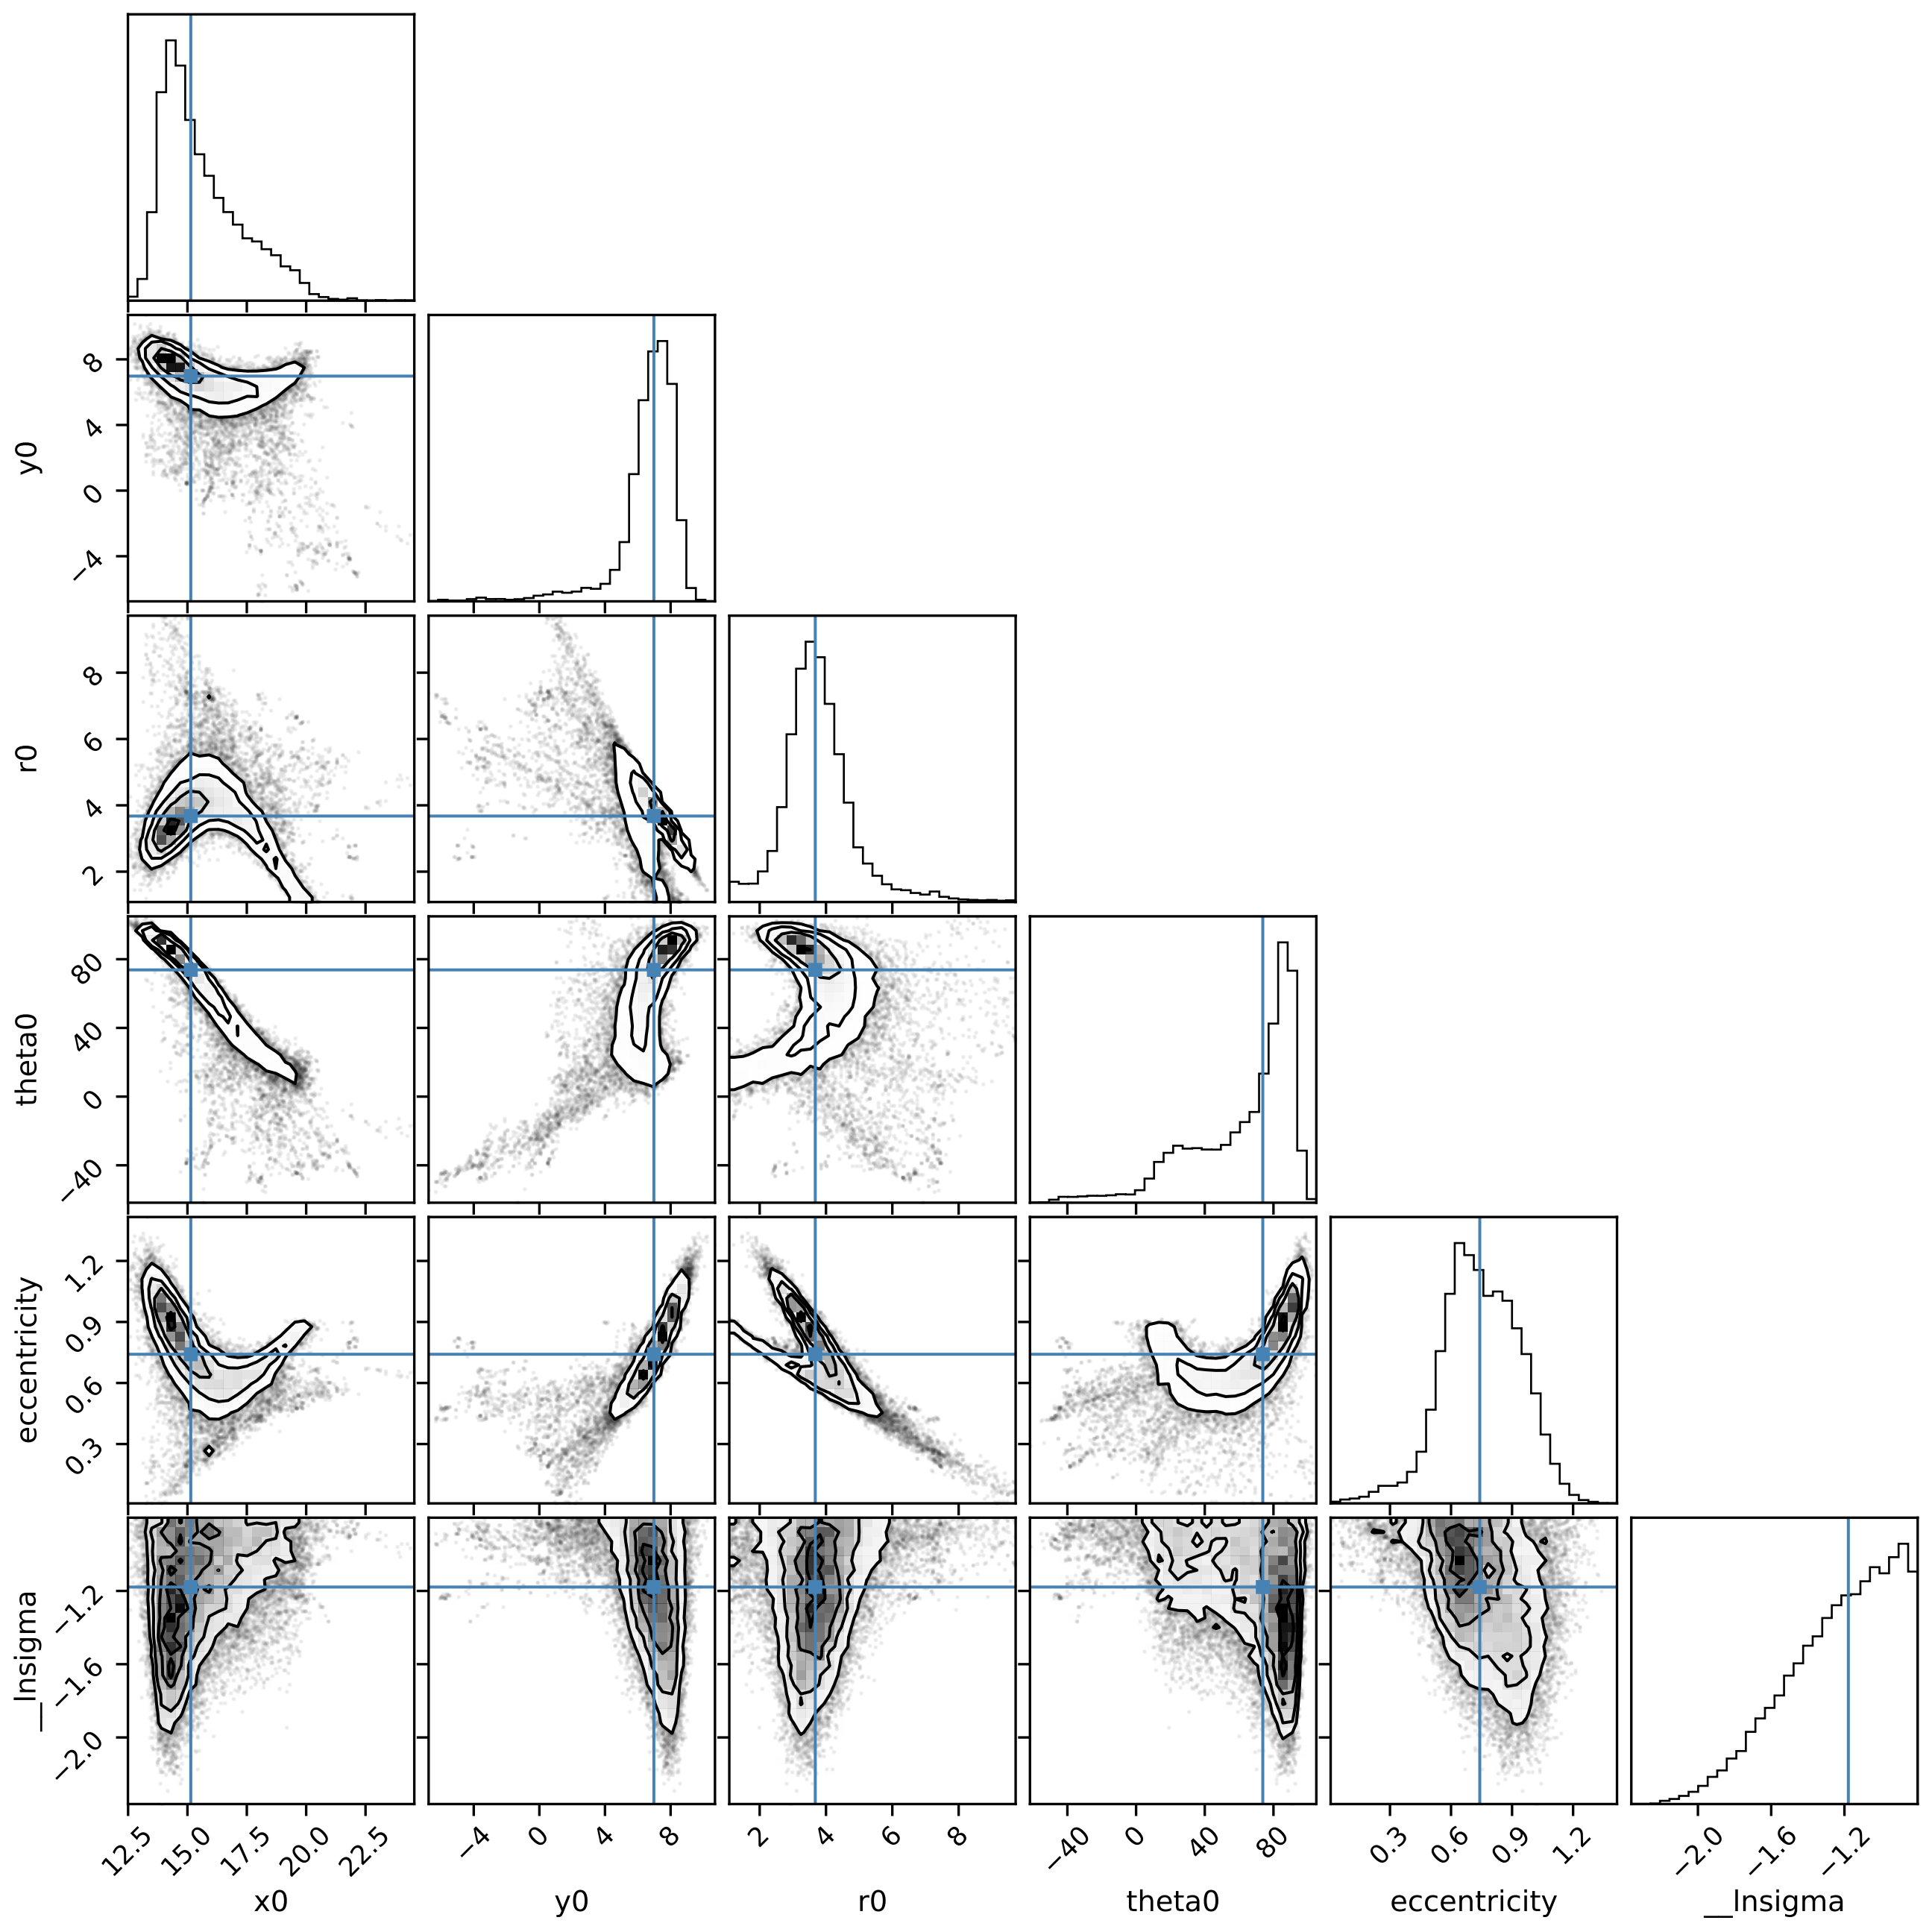 y0
8
4
0
−4
r0
8
6
4
2
theta0
80
40
0
−40
eccentricity
1.2
0.9
0.6
0.3
__lnsigma
−1.2
−1.6
−2.0
12.5 15.0 17.5 20.0 22.5
−4 0 4 8
2 4 6 8
−40 0 40 80
0.3 0.6 0.9 1.2
−2.0 −1.6 −1.2
x0 y0 r0 theta0 eccentricity __lnsigma